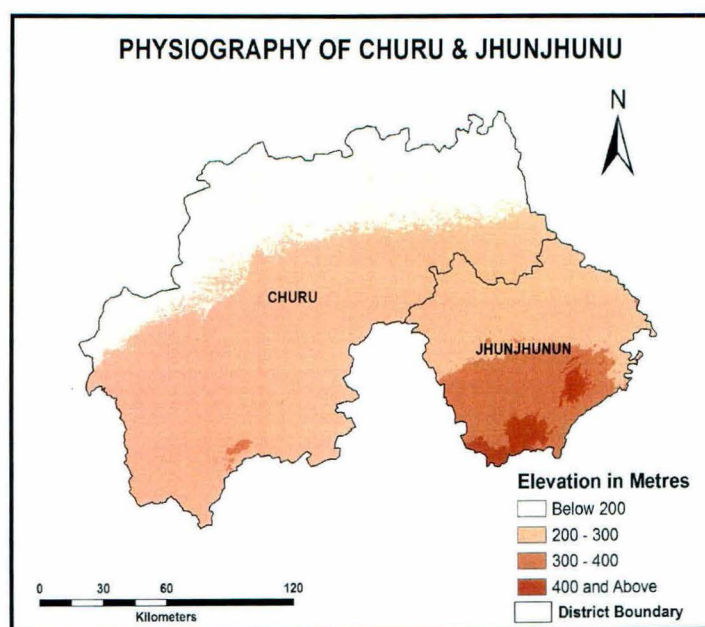 PHYSIOGRAPHY OF CHURU & JHUNJHUNU
N
CHURU
JHUNJHUNUN
Elevation in Metres
Below 200
200 - 300
300 - 400
400 and Above
District Boundary
0 30 60 120
Kilometers